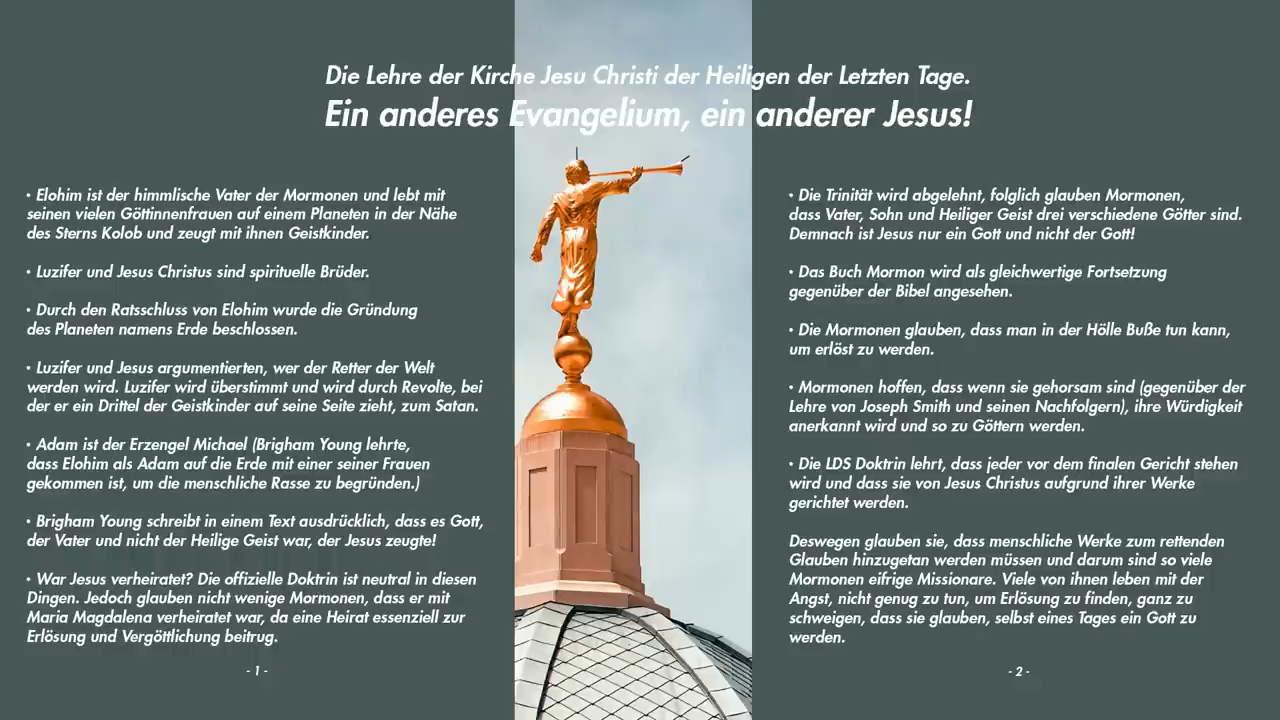 Die Lehre der Kirche Jesu Christi der Heiligen der Letzten Tage.
Ein anderes Evangelium, ein anderer Jesus!
• Elohim ist der himmlische Vater der Mormonen und lebt mit
seinen vielen Göttinnenfrauen auf einem Planeten in der Nähe
des Sterns Kolob und zeugt mit ihnen Geistkinder.
• Luzifer und Jesus Christus sind spirituelle Brüder.
• Durch den Ratsschluss von Elohim wurde die Gründung
des Planeten namens Erde beschlossen.
• Luzifer und Jesus argumentierten, wer der Retter der Welt
werden wird. Luzifer wird überstimmt und wird durch Revolte, bei
der er ein Drittel der Geistkinder auf seine Seite zieht, zum Satan.
• Adam ist der Erzengel Michael (Brigham Young lehrte,
dass Elohim als Adam auf die Erde mit einer seiner Frauen
gekommen ist, um die menschliche Rasse zu begründen.)
• Brigham Young schreibt in einem Text ausdrücklich, dass es Gott,
der Vater und nicht der Heilige Geist war, der Jesus zeugte!
• War Jesus verheiratet? Die offizielle Doktrin ist neutral in diesen
Dingen. Jedoch glauben nicht wenige Mormonen, dass er mit
Maria Magdalena verheiratet war, da eine Heirat essenziell zur
Erlösung und Vergöttlichung beitrug.
- 1 -
• Die Trinität wird abgelehnt, folglich glauben Mormonen,
dass Vater, Sohn und Heiliger Geist drei verschiedene Götter sind.
Demnach ist Jesus nur ein Gott und nicht der Gott!
• Das Buch Mormon wird als gleichwertige Fortsetzung
gegenüber der Bibel angesehen.
• Die Mormonen glauben, dass man in der Hölle Buße tun kann,
um erlöst zu werden.
• Mormonen hoffen, dass wenn sie gehorsam sind (gegenüber der
Lehre von Joseph Smith und seinen Nachfolgern), ihre Würdigkeit
anerkannt wird und so zu Göttern werden.
• Die LDS Doktrin lehrt, dass jeder vor dem finalen Gericht stehen
wird und dass sie von Jesus Christus aufgrund ihrer Werke
gerichtet werden.
Deswegen glauben sie, dass menschliche Werke zum rettenden
Glauben hinzugetan werden müssen und darum sind so viele
Mormonen eifrige Missionare. Viele von ihnen leben mit der
Angst, nicht genug zu tun, um Erlösung zu finden, ganz zu
schweigen, dass sie glauben, selbst eines Tages ein Gott zu
werden.
- 2 -